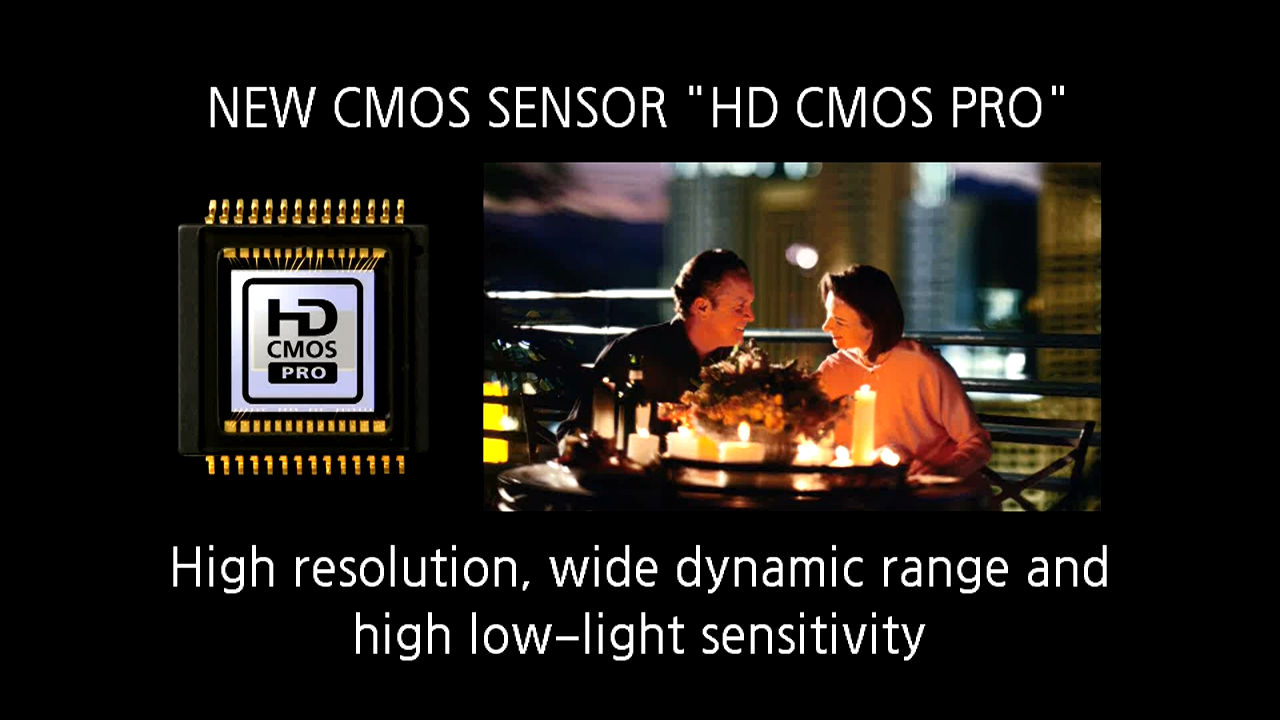 NEW CMOS SENSOR "HD CMOS PRO"
HD
CMOS
PRO
High resolution, wide dynamic range and
high low–light sensitivity